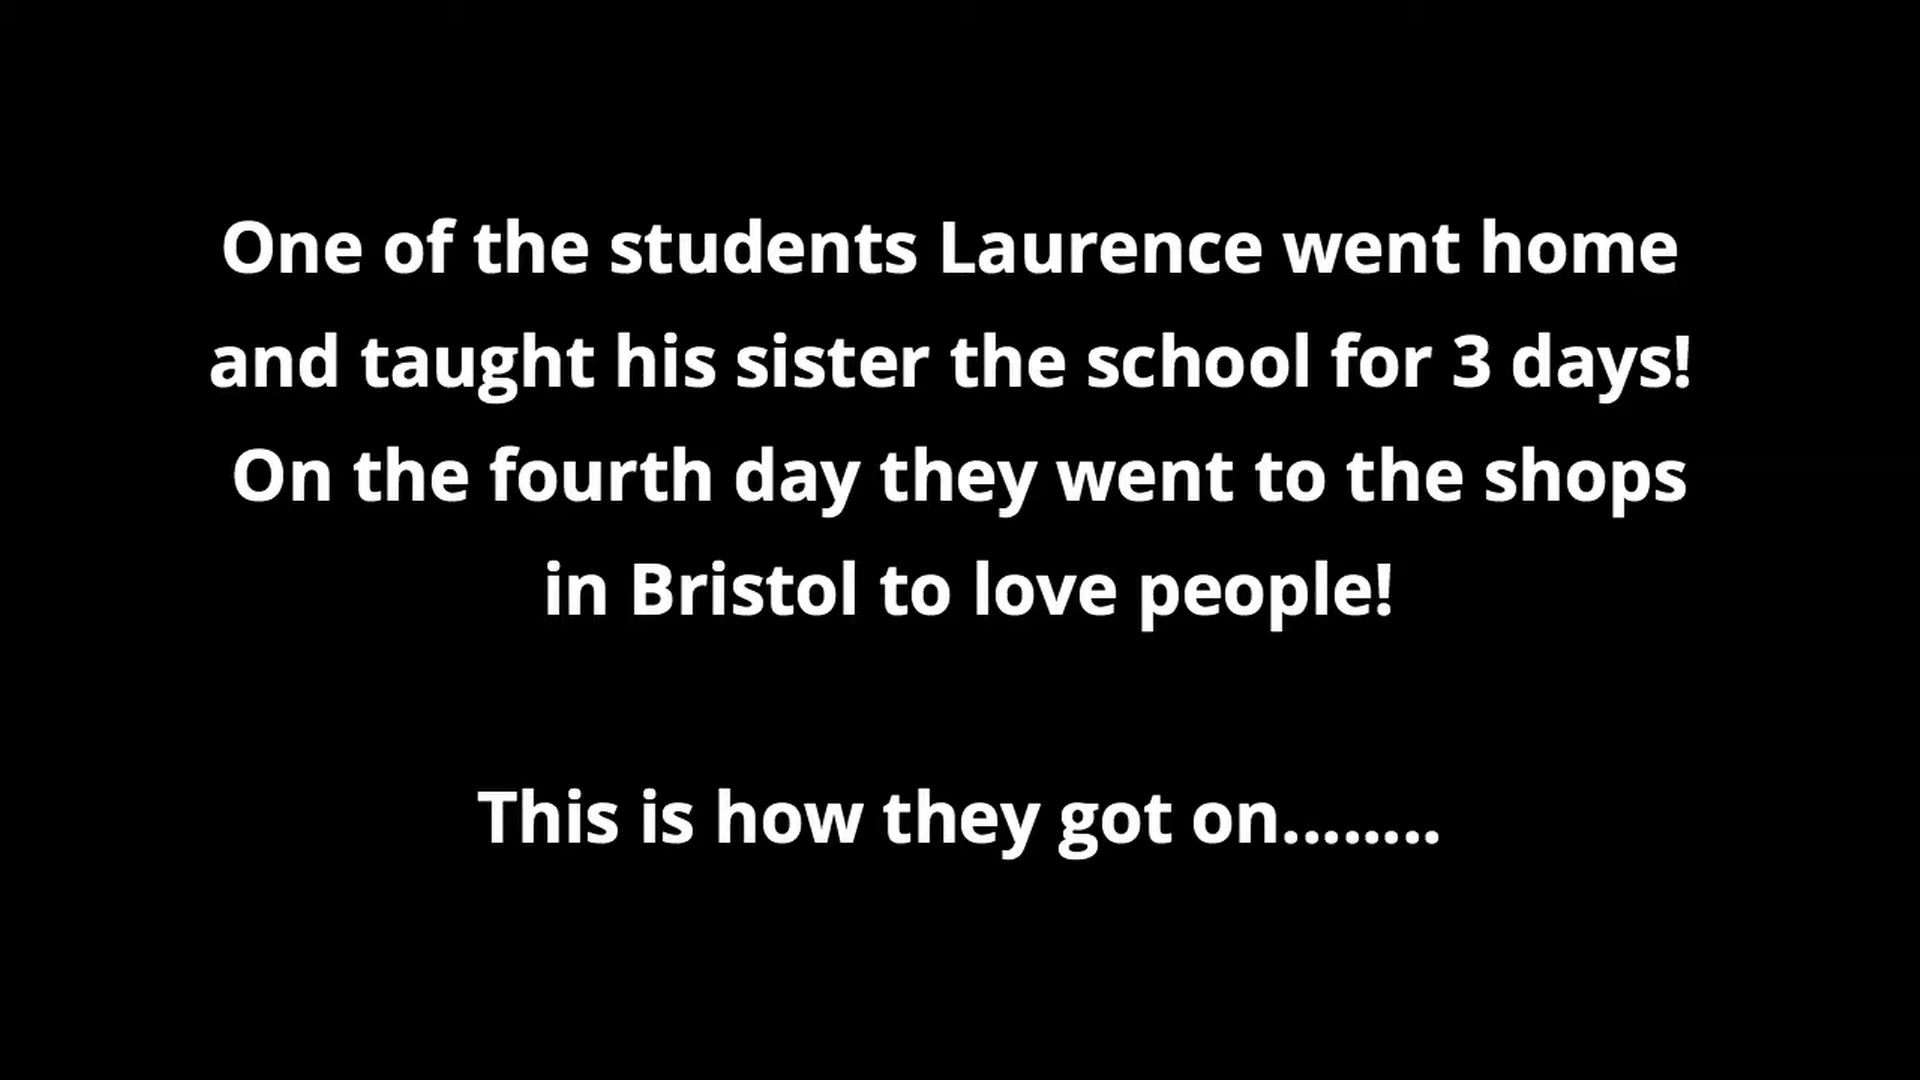 One of the students Laurence went home
and taught his sister the school for 3 days!
On the fourth day they went to the shops
in Bristol to love people!
This is how they got on........